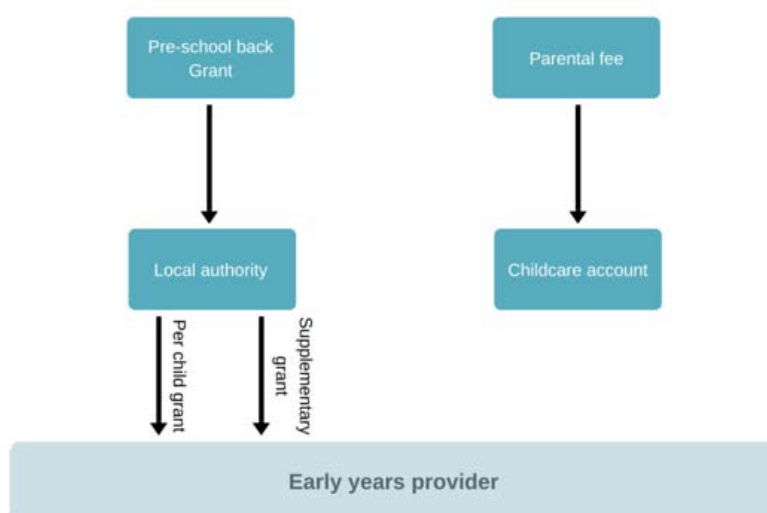 Pre-school back
Grant
Parental fee
Local authority
Childcare account
Per child grant
Supplementary
grant
Early years provider